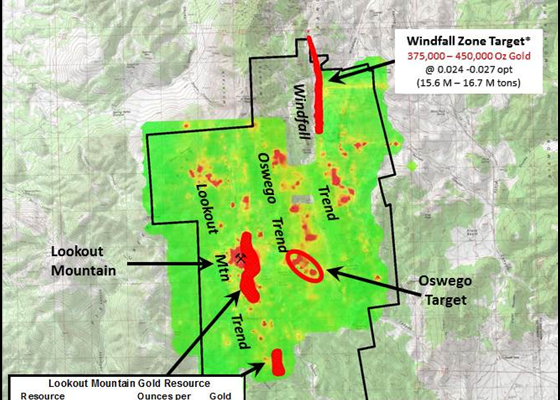 Windfall Zone Target*
375,000 – 450,000 Oz Gold
@ 0.024 -0.027 opt
(15.6 M – 16.7 M tons)
Windfall
Trend
Oswego
Trend
Lookout
Mtn
Trend
Lookout
Mountain
Oswego
Target
Lookout Mountain Gold Resource
Resource Ounces per Gold